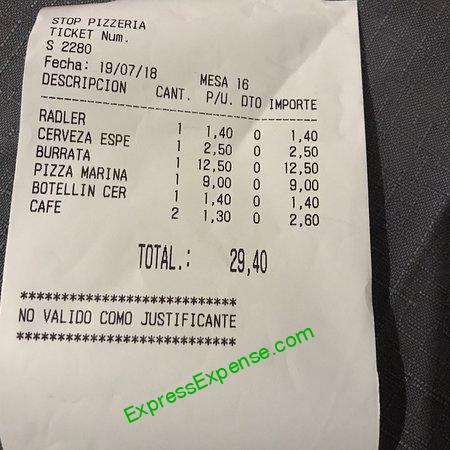 STOP PIZZERIA
TICKET Num.
S 2280
Fecha: 19/07/18 MESA 16
DESCRIPCION CANT. P/U. DTO IMPORTE
RADLER 1 1,40 0 1,40
CERVEZA ESPE 1 2,50 0 2,50
BURRATA 1 12,50 0 12,50
PIZZA MARINA 1 9,00 0 9,00
BOTELLIN CER 1 1,40 0 1,40
CAFE 2 1,30 0 2,60
TOTAL.: 29,40
****************************
NO VALIDO COMO JUSTIFICANTE
****************************
ExpressExpense.com